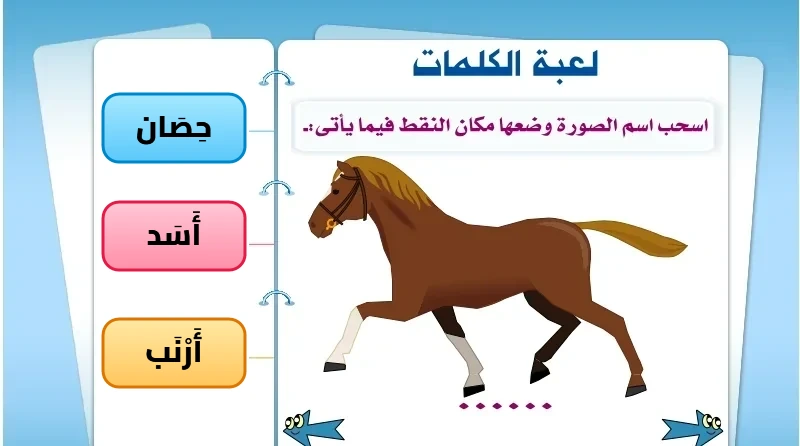 لعبة الكلمات
اسحب اسم الصورة وضعها مكان النقط فيما يأتى :-
حِصَان
أَسَد
أَرْنَب